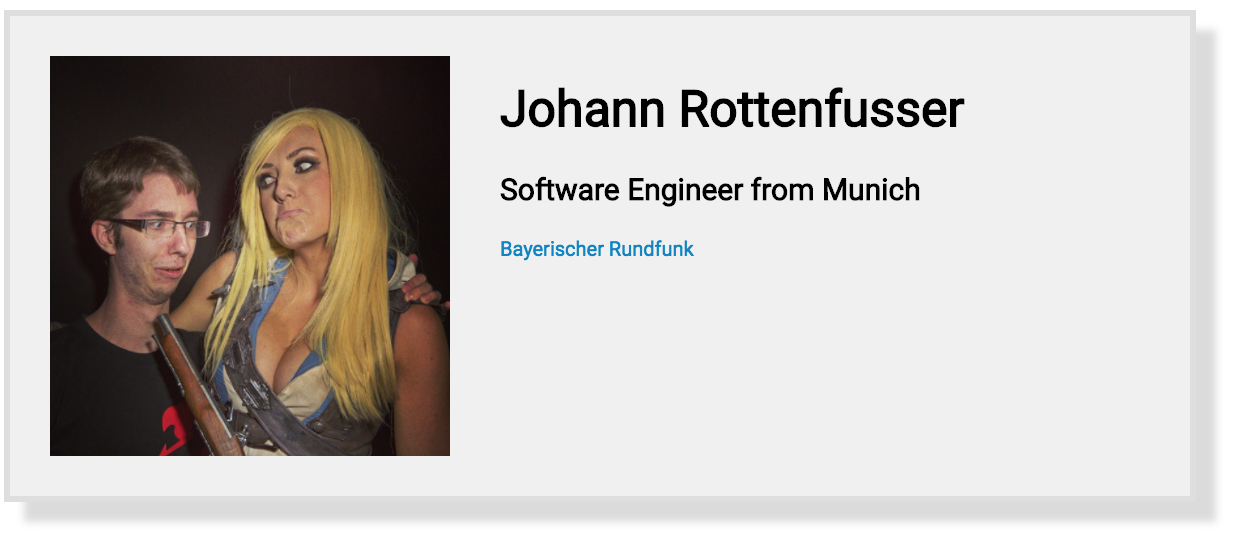 Johann Rottenfusser
Software Engineer from Munich
Bayerischer Rundfunk